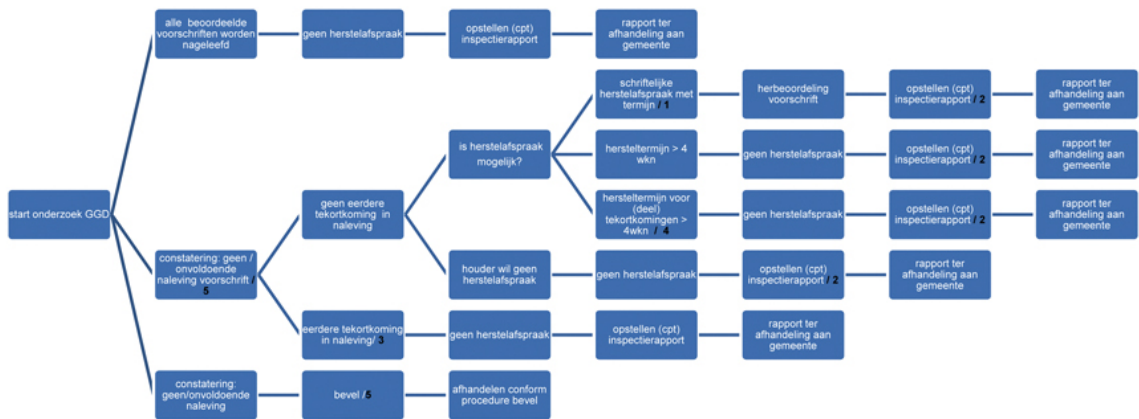 alle beoordeelde
voorschriften worden
nageleefd
geen herstelafspraak
opstellen (cpt)
inspectierapport
rapport ter
afhandeling aan
gemeente
schriftelijke
herstelafspraak met
termijn / 1
herbeoordeling
voorschrift
opstellen (cpt)
inspectierapport / 2
rapport ter
afhandeling aan
gemeente
is herstelafspraak
mogelijk?
hersteltermijn > 4
wkn
geen herstelafspraak
opstellen (cpt)
inspectierapport / 2
rapport ter
afhandeling aan
gemeente
start onderzoek GGD
geen eerdere
tekortkoming in
naleving
hersteltermijn voor
(deel)
tekortkomingen >
4wkn / 4
geen herstelafspraak
opstellen (cpt)
inspectierapport / 2
rapport ter
afhandeling aan
gemeente
constatering: geen /
onvoldoende
naleving voorschrift /
5
houder wil geen
herstelafspraak
geen herstelafspraak
opstellen (cpt)
inspectierapport / 2
rapport ter
afhandeling aan
gemeente
eerdere tekortkoming
in naleving/ 3
geen herstelafspraak
opstellen (cpt)
inspectierapport
rapport ter
afhandeling aan
gemeente
constatering:
geen/onvoldoende
naleving
bevel /5
afhandelen conform
procedure bevel